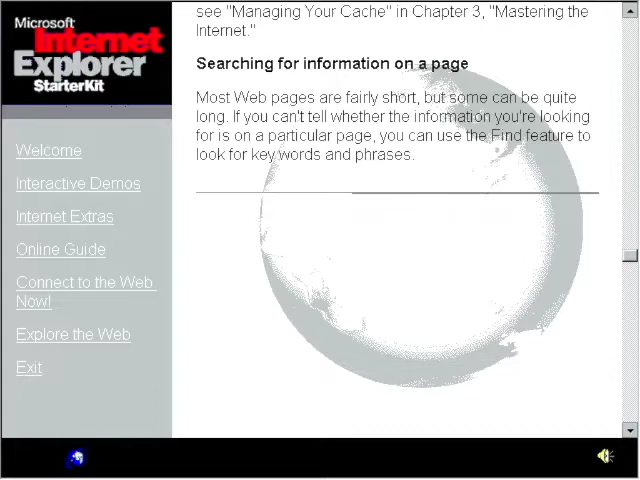 Microsoft
Internet
Explorer
StarterKit
Welcome
Interactive Demos
Internet Extras
Online Guide
Connect to the Web
Now!
Explore the Web
Exit
see "Managing Your Cache" in Chapter 3, "Mastering the
Internet."
Searching for information on a page
Most Web pages are fairly short, but some can be quite
long. If you can't tell whether the information you're looking
for is on a particular page, you can use the Find feature to
look for key words and phrases.